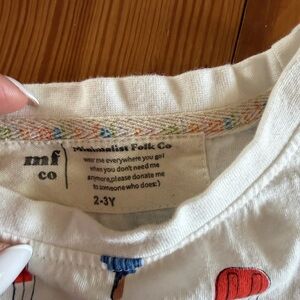 mf
co
Minimalist Folk Co
wear me everywhere you go!
when you don't need me
anymore, please donate me
to someone who does:)
2-3Y